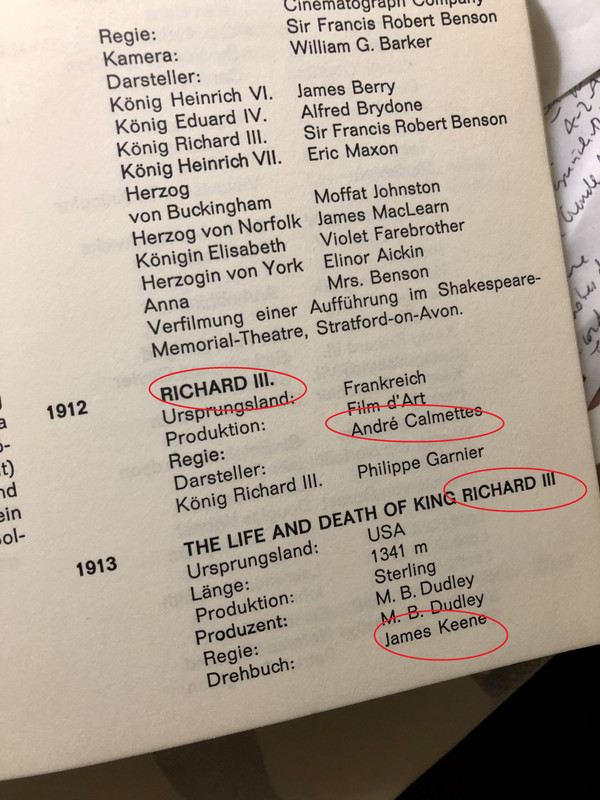 Cinematograph Company
Regie: Sir Francis Robert Benson
Kamera: William G. Barker
Darsteller:
König Heinrich VI. James Berry
König Eduard IV. Alfred Brydone
König Richard III. Sir Francis Robert Benson
König Heinrich VII. Eric Maxon
Herzog
von Buckingham Moffat Johnston
Herzog von Norfolk James MacLearn
Königin Elisabeth Violet Farebrother
Herzogin von York Elinor Aickin
Anna Mrs. Benson
Verfilmung einer Aufführung im Shakespeare-
Memorial-Theatre, Stratford-on-Avon.
1912 RICHARD III.
Ursprungsland: Frankreich
Produktion: Film d'Art
Regie: André Calmettes
Darsteller:
König Richard III. Philippe Garnier
1913 THE LIFE AND DEATH OF KING RICHARD III
Ursprungsland: USA
Länge: 1341 m
Produktion: Sterling
Produzent: M. B. Dudley
Regie: M. B. Dudley
Drehbuch: James Keene